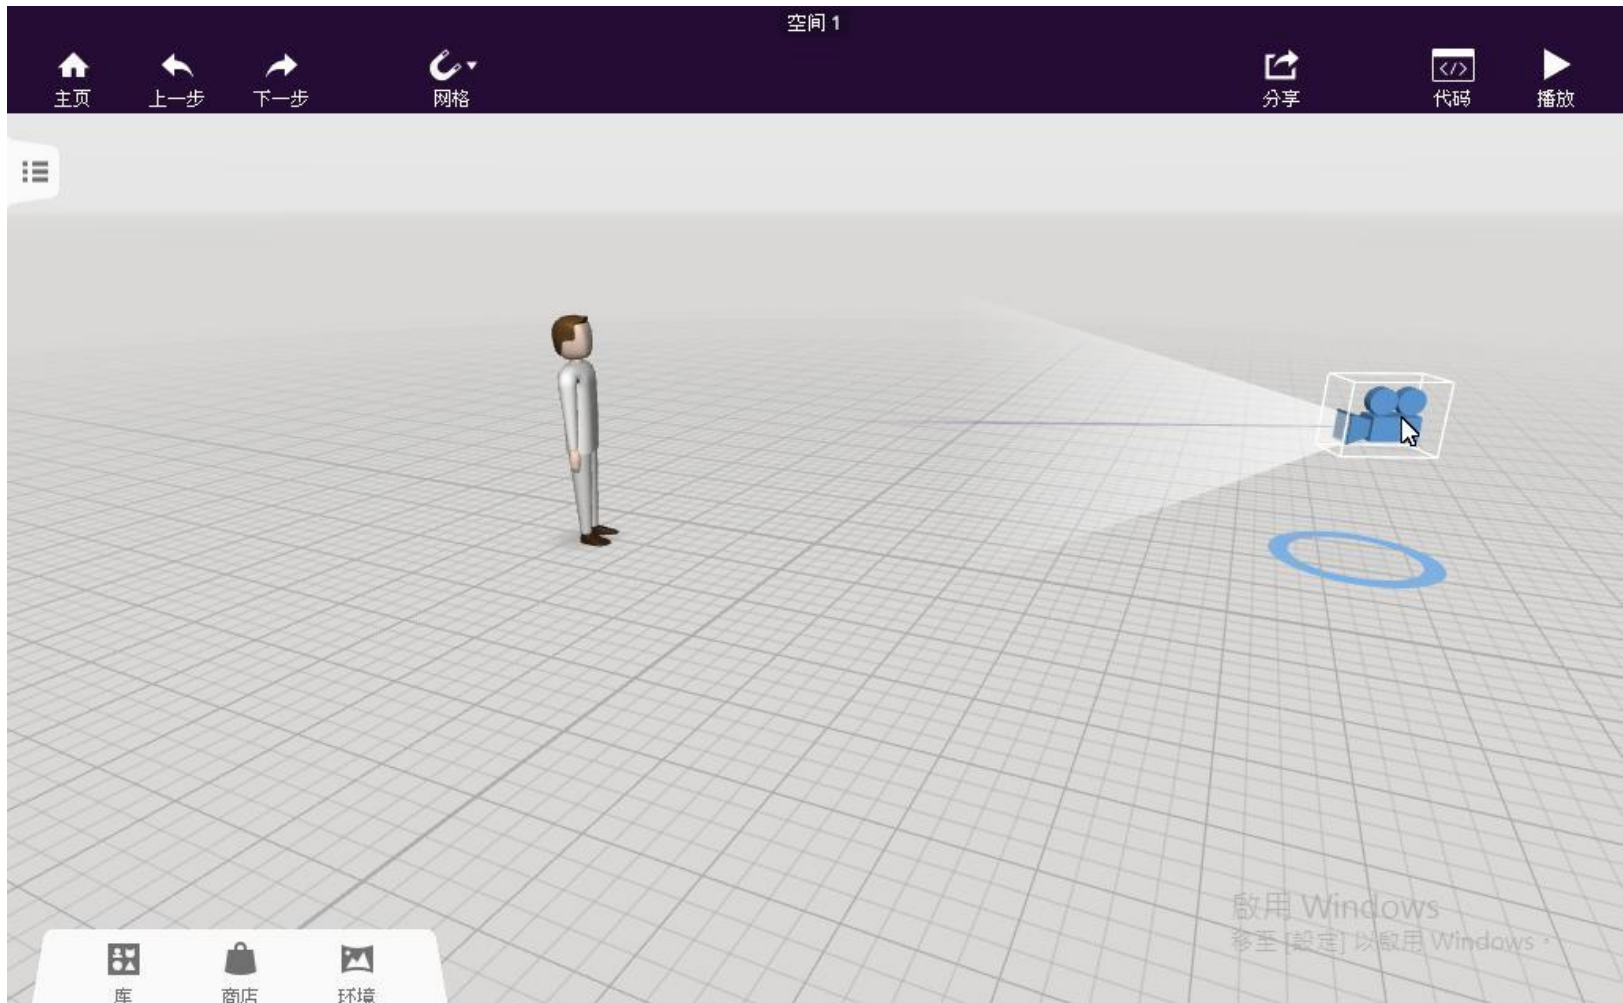 空间 1
主页
上一步
下一步
网格
分享
代码
播放
啟用 Windows
移至 [設定] 以啟用 Windows。
库
商店
环境